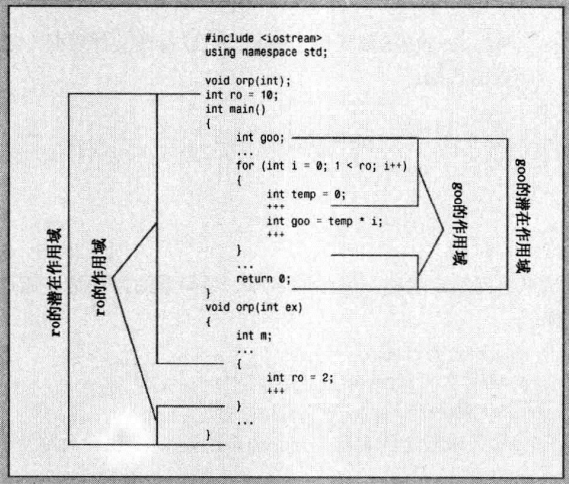 #include <iostream>
using namespace std;
void orp(int);
int ro = 10;
int main()
{
int goo;
...
for (int i = 0; 1 < ro; i++)
{
int temp = 0;
+++
int goo = temp * i;
+++
}
...
return 0;
}
void orp(int ex)
{
int m;
...
{
int ro = 2;
+++
}
...
}
ro的潜在作用域
ro的作用域
goo的作用域
goo的潜在作用域